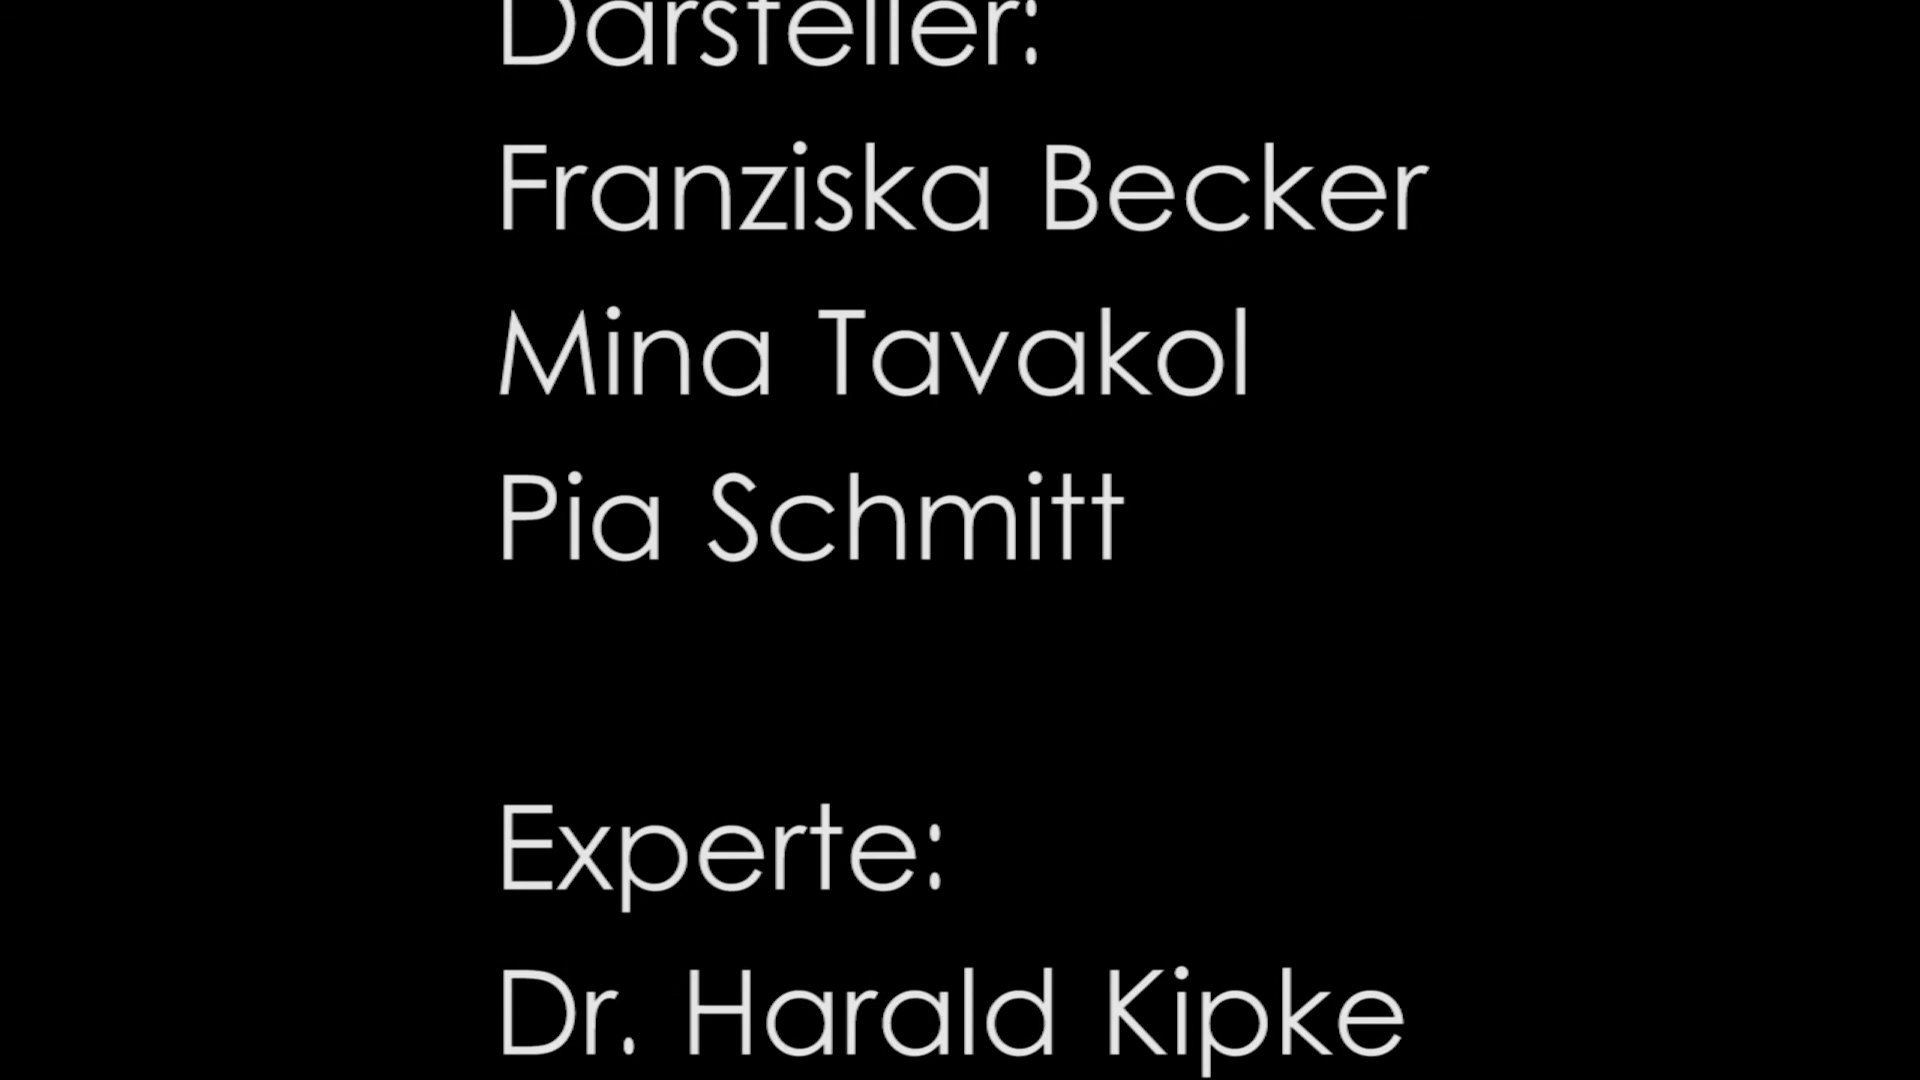 Darsteller:
Franziska Becker
Mina Tavakol
Pia Schmitt
Experte:
Dr. Harald Kipke